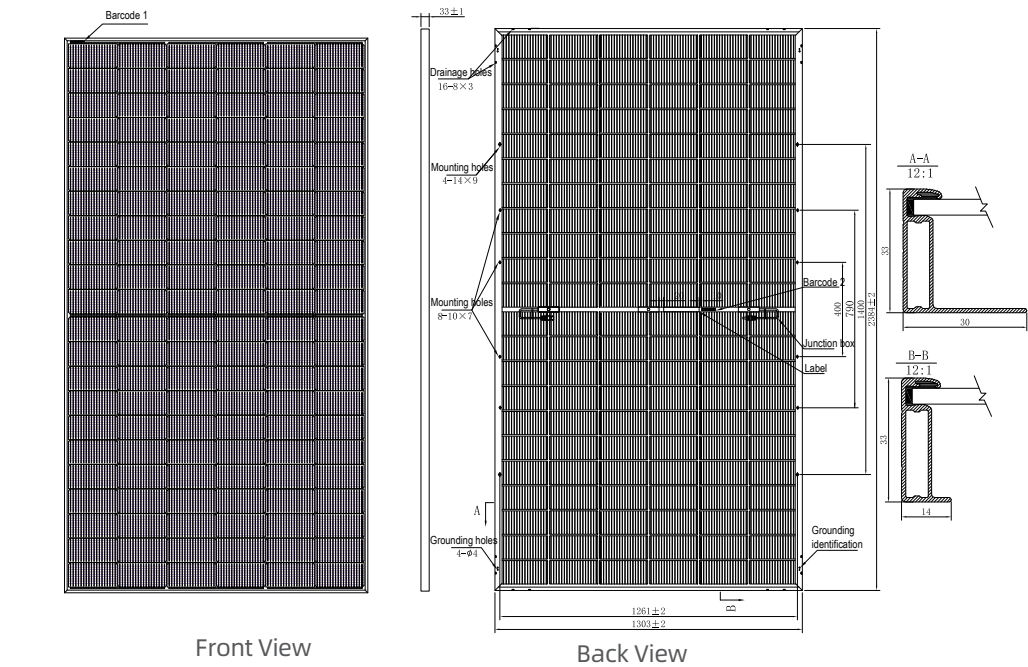 Barcode 1
33±1
Drainage holes
16-8×3
Mounting holes
4-14×9
Mounting holes
8-10×7
Barcode 2
Junction box
Label
400
790
1400
2384±2
A
Grounding holes
4-ø4
Grounding
identification
B
1261±2
1303±2
A-A
12:1
33
30
B-B
12:1
33
14
Front View
Back View